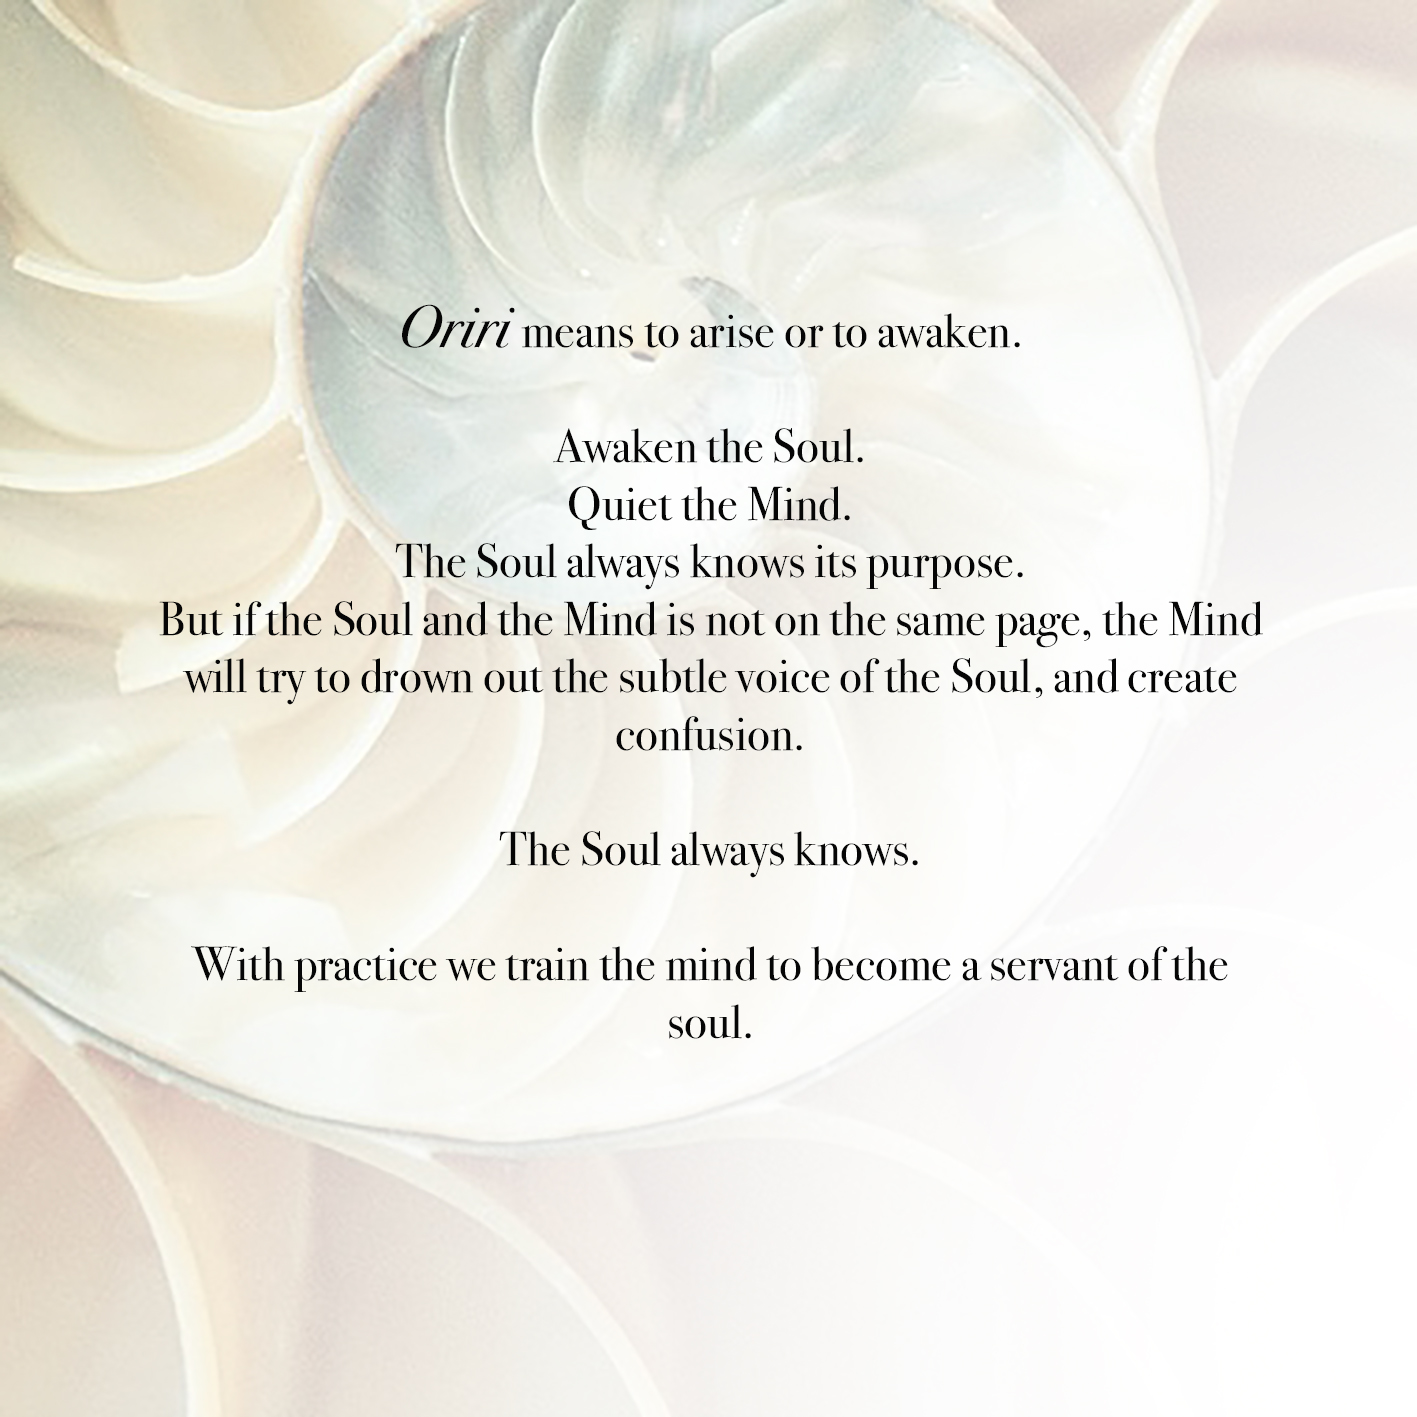 Oriri means to arise or to awaken.
Awaken the Soul.
Quiet the Mind.
The Soul always knows its purpose.
But if the Soul and the Mind is not on the same page, the Mind
will try to drown out the subtle voice of the Soul, and create
confusion.
The Soul always knows.
With practice we train the mind to become a servant of the
soul.